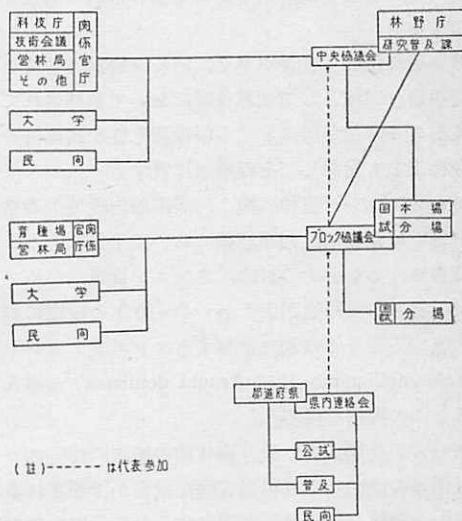 科技庁
技術会議
営林局
その他
関係官庁
大学
民间
中央協議会
林野庁
研究普及課
国試
本場
分場
育種場
営林局
関係官庁
大学
民间
ブロック協議会
国試
分場
都道府県
県内連絡会
公試
普及
民间
(註)------は代表参加